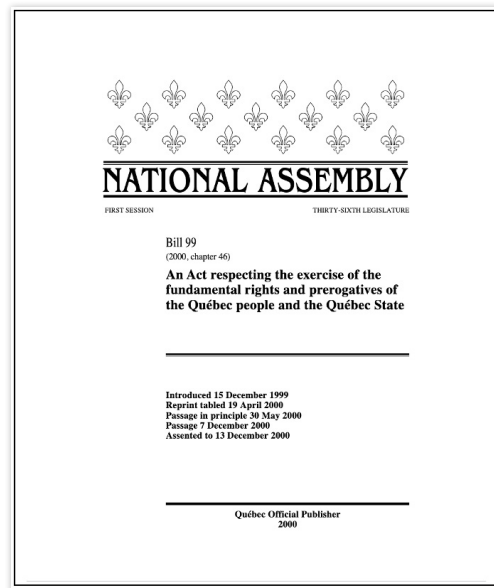 NATIONAL ASSEMBLY
FIRST SESSION THIRTY-SIXTH LEGISLATURE
Bill 99
(2000, chapter 46)
An Act respecting the exercise of the
fundamental rights and prerogatives of
the Québec people and the Québec State
Introduced 15 December 1999
Reprint tabled 19 April 2000
Passage in principle 30 May 2000
Passage 7 December 2000
Assented to 13 December 2000
Québec Official Publisher
2000